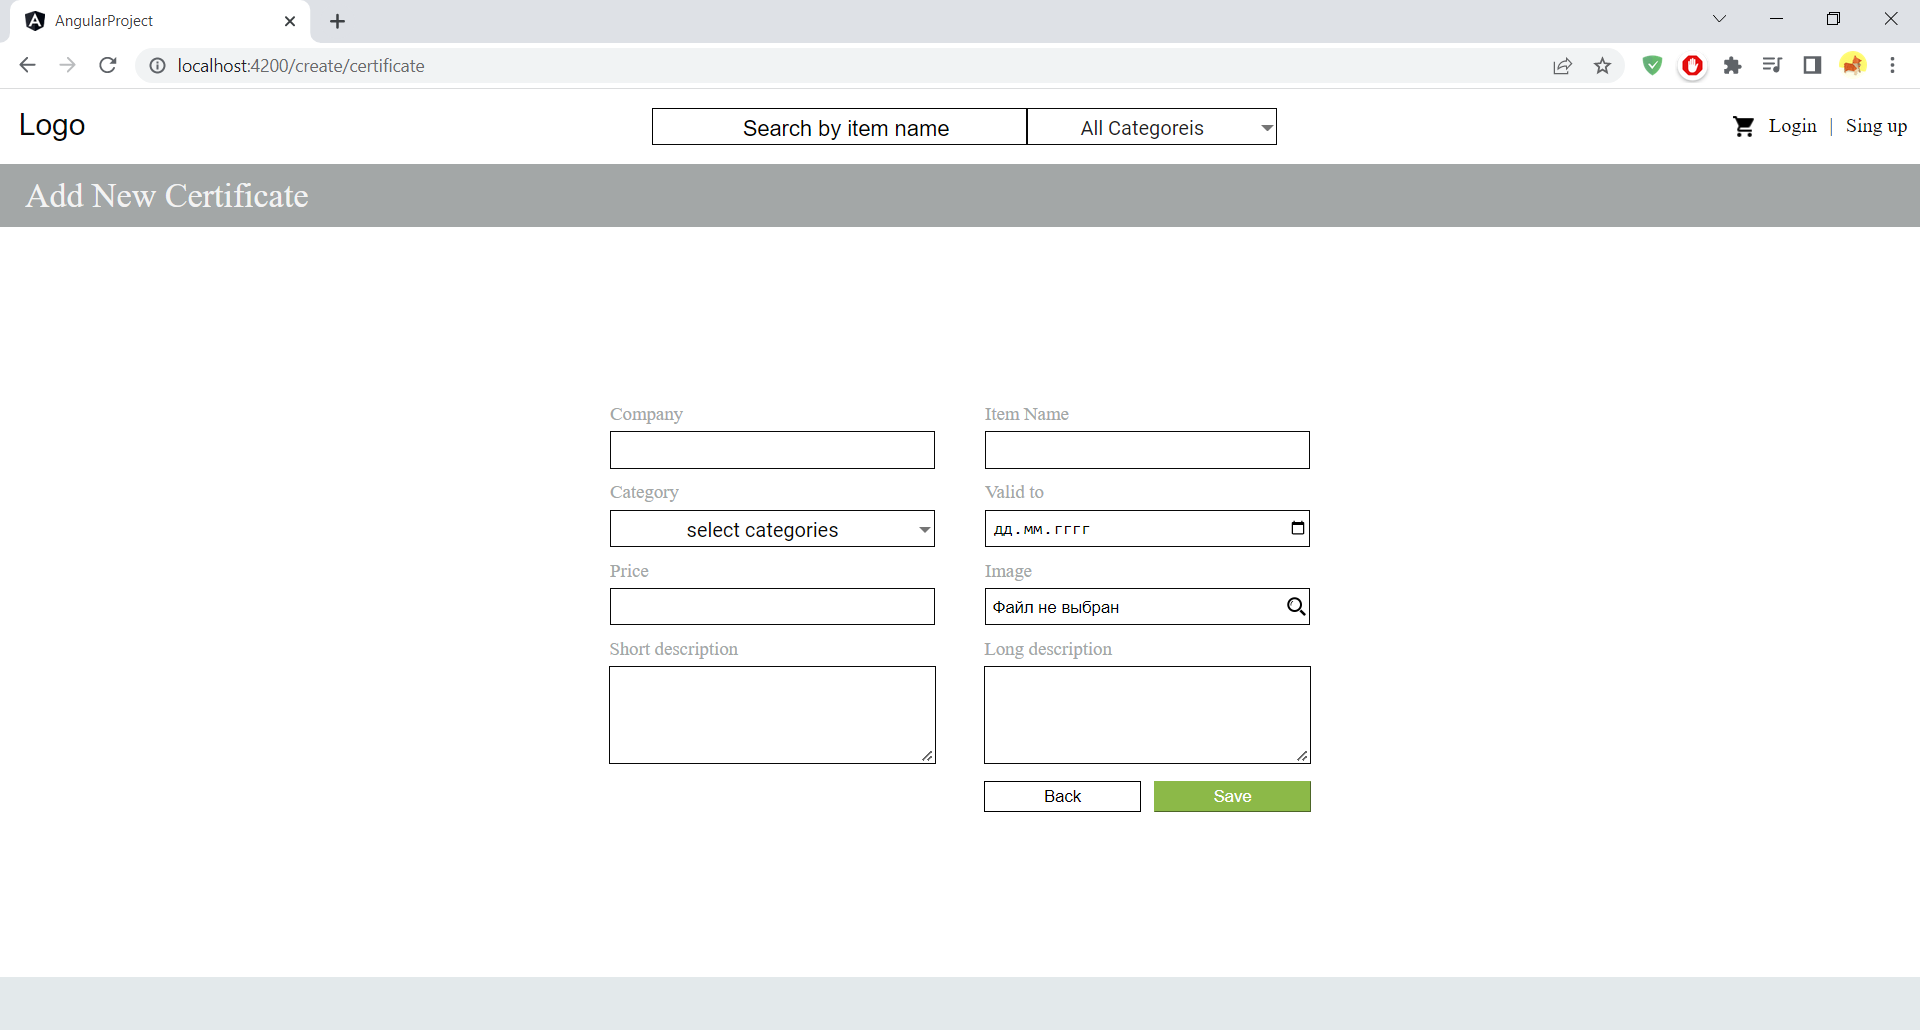 AngularProject
localhost:4200/create/certificate
Logo
Search by item name
All Categoreis
Login | Sing up
Add New Certificate
Company
Item Name
Category
Valid to
select categories
дд.мм.гггг
Price
Image
Файл не выбран
Short description
Long description
Back
Save